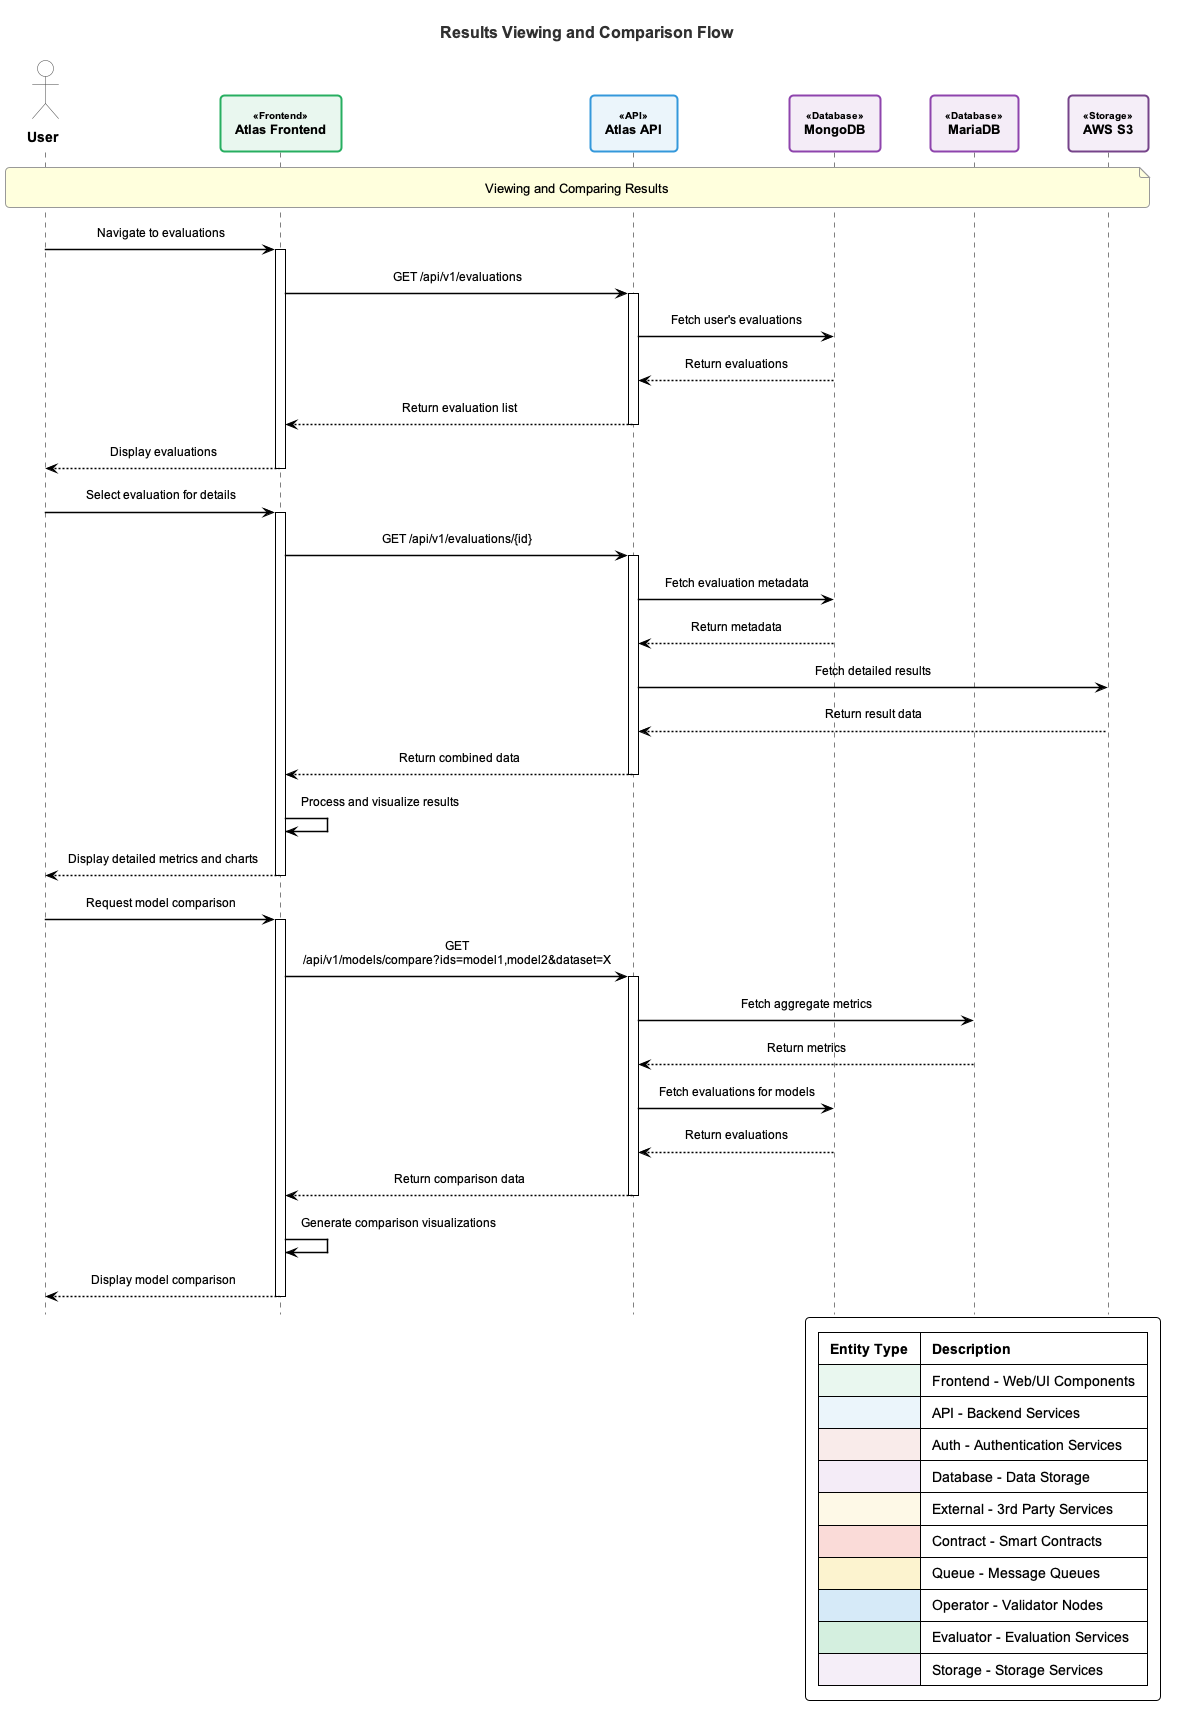 Results Viewing and Comparison Flow
User
«Frontend»
Atlas Frontend
«API»
Atlas API
«Database»
MongoDB
«Database»
MariaDB
«Storage»
AWS S3
Viewing and Comparing Results
Navigate to evaluations
GET /api/v1/evaluations
Fetch user's evaluations
Return evaluations
Return evaluation list
Display evaluations
Select evaluation for details
GET /api/v1/evaluations/{id}
Fetch evaluation metadata
Return metadata
Fetch detailed results
Return result data
Return combined data
Process and visualize results
Display detailed metrics and charts
Request model comparison
GET
/api/v1/models/compare?ids=model1,model2&dataset=X
Fetch aggregate metrics
Return metrics
Fetch evaluations for models
Return evaluations
Return comparison data
Generate comparison visualizations
Display model comparison
Entity Type Description
Frontend - Web/UI Components
API - Backend Services
Auth - Authentication Services
Database - Data Storage
External - 3rd Party Services
Contract - Smart Contracts
Queue - Message Queues
Operator - Validator Nodes
Evaluator - Evaluation Services
Storage - Storage Services